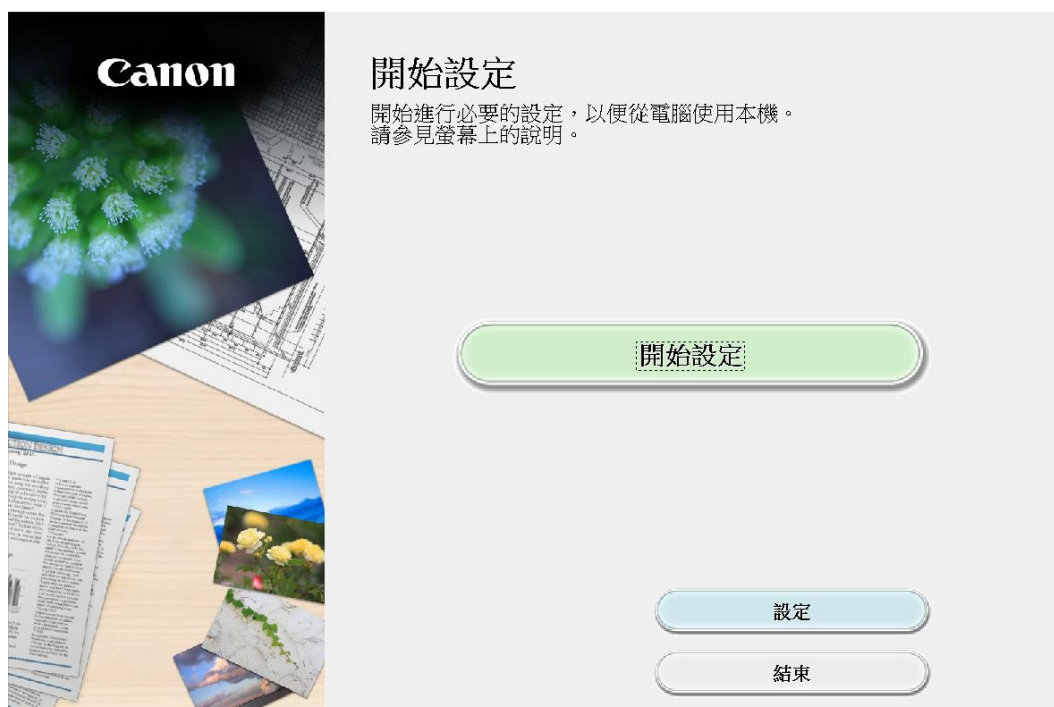 Canon
開始設定
開始進行必要的設定，以便從電腦使用本機。
請參見螢幕上的說明。
開始設定
設定
結束